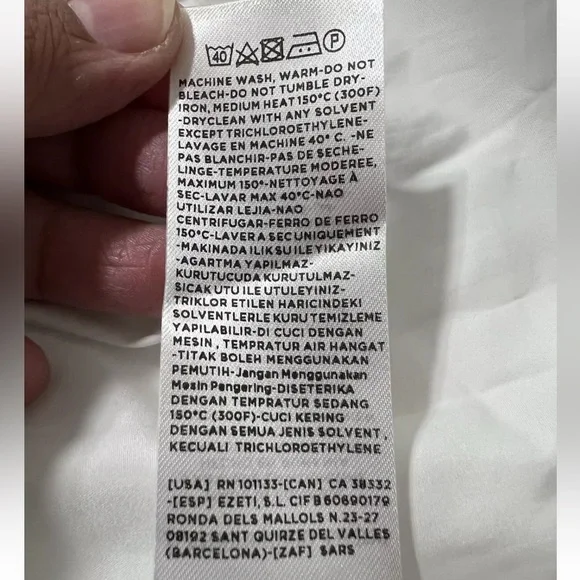 40 P
MACHINE WASH, WARM-DO NOT
BLEACH-DO NOT TUMBLE DRY-
IRON, MEDIUM HEAT 150°C (300F)
-DRYCLEAN WITH ANY SOLVENT
EXCEPT TRICHLOROETHYLENE-
LAVAGE EN MACHINE 40° C. -NE
PAS BLANCHIR-PAS DE SECHE-
LINGE-TEMPERATURE MODEREE,
MAXIMUM 150°-NETTOYAGE À
SEC-LAVAR MAX 40°C-NAO
UTILIZAR LEJIA-NAO
CENTRIFUGAR-FERRO DE FERRO
150°C-LAVER A SEC UNIQUEMENT
-MAKINADA ILIK SU ILE YIKAYINIZ
-AGARTMA YAPILMAZ-
KURUTUCUDA KURUTULMAZ-
SICAK UTU ILE UTULEYINIZ-
TRIKLOR ETILEN HARICINDEKI
SOLVENTLERLE KURU TEMIZLEME
YAPILABILIR-DI CUCI DENGAN
MESIN, TEMPRATUR AIR HANGAT
-TITAK BOLEH MENGGUNAKAN
PEMUTIH-Jangan Menggunakan
Mesin Pengering-DISETERIKA
DENGAN TEMPRATUR SEDANG
150°C (300F)-CUCI KERING
DENGAN SEMUA JENIS SOLVENT,
KECUALI TRICHLOROETHYLENE
[USA] RN 101133-[CAN] CA 38332
-[ESP] EZETI, S.L. CIF B 60690179
RONDA DELS MALLOLS N.23-27
08192 SANT QUIRZE DEL VALLES
(BARCELONA)-[ZAF] SARS